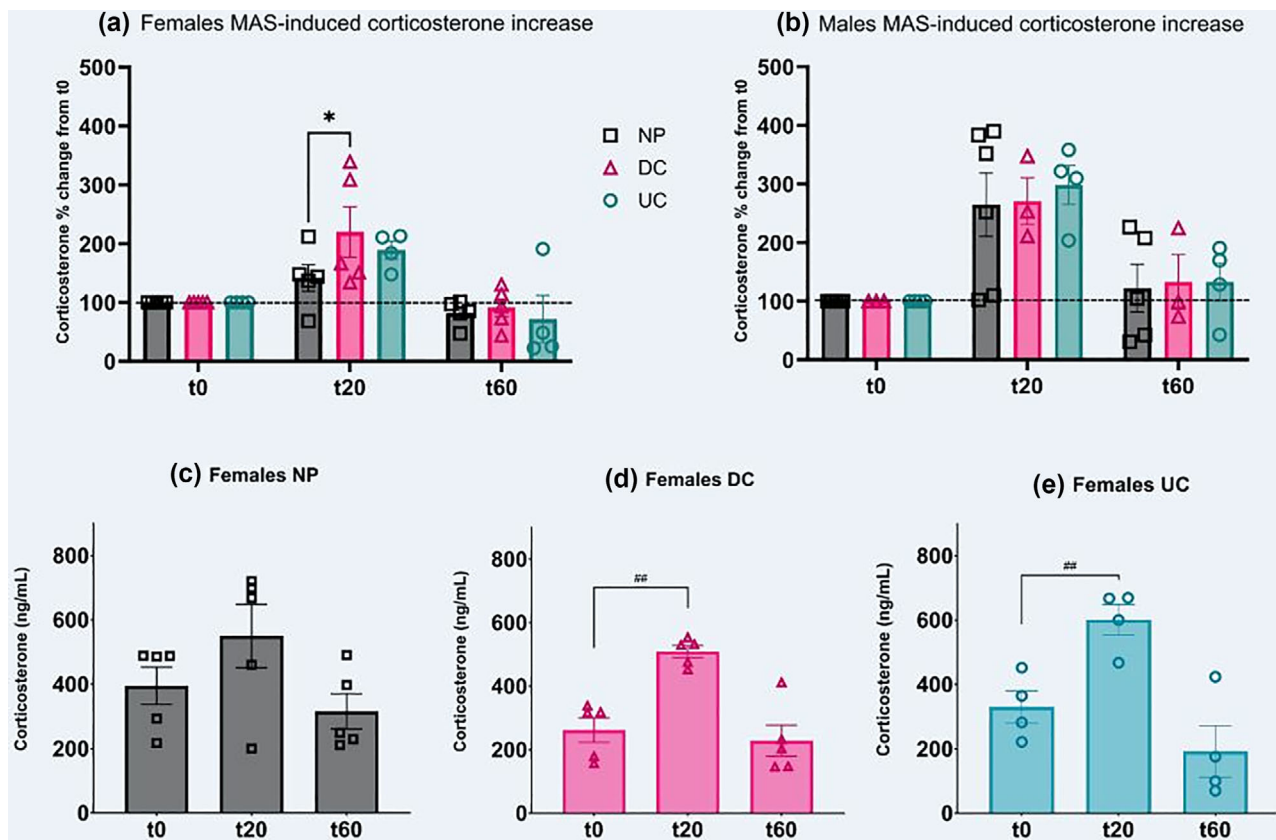 (a) Females MAS-induced corticosterone increase
Corticosterone % change from t0
500
400
300
200
100
0
*
NP
DC
UC
t0
t20
t60
(b) Males MAS-induced corticosterone increase
Corticosterone % change from t0
500
400
300
200
100
0
t0
t20
t60
(c) Females NP
Corticosterone (ng/mL)
800
600
400
200
0
t0
t20
t60
(d) Females DC
Corticosterone (ng/mL)
800
600
400
200
0
##
t0
t20
t60
(e) Females UC
Corticosterone (ng/mL)
800
600
400
200
0
##
t0
t20
t60